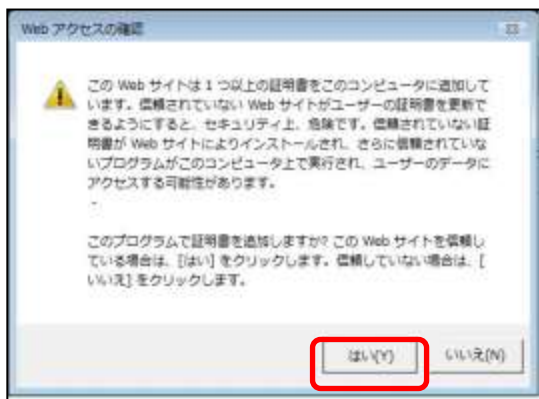 Web アクセスの確認
この Web サイトは 1 つ以上の証明書をこのコンピュータに追加して
います。信頼されていない Web サイトがユーザーの証明書を更新で
きるようにすると、セキュリティ上、危険です。信頼されていない証
明書が Web サイトによりインストールされ、さらに信頼されていな
いプログラムがこのコンピュータ上で実行され、ユーザーのデータに
アクセスする可能性があります。
-
このプログラムで証明書を追加しますか? この Web サイトを信頼し
ている場合は、[はい] をクリックします。信頼していない場合は、[
いいえ] をクリックします。
はい(Y)
いいえ(N)